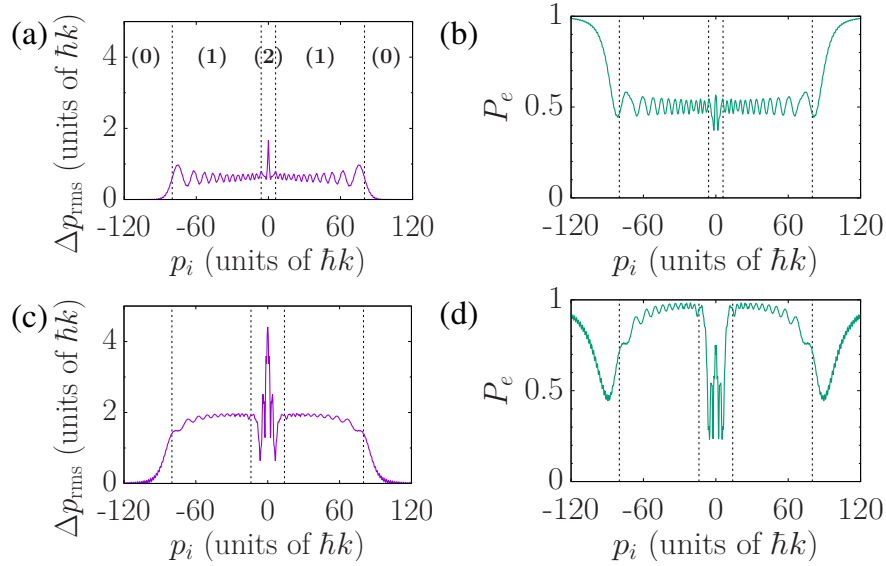 (a)
Δp_rms (units of ħk)
4
2
0
(0) (1) (2) (1) (0)
-120 -60 0 60 120
p_i (units of ħk)
(b)
P_e
1
0.5
0
-120 -60 0 60 120
p_i (units of ħk)
(c)
Δp_rms (units of ħk)
4
2
0
-120 -60 0 60 120
p_i (units of ħk)
(d)
P_e
1
0.5
0
-120 -60 0 60 120
p_i (units of ħk)